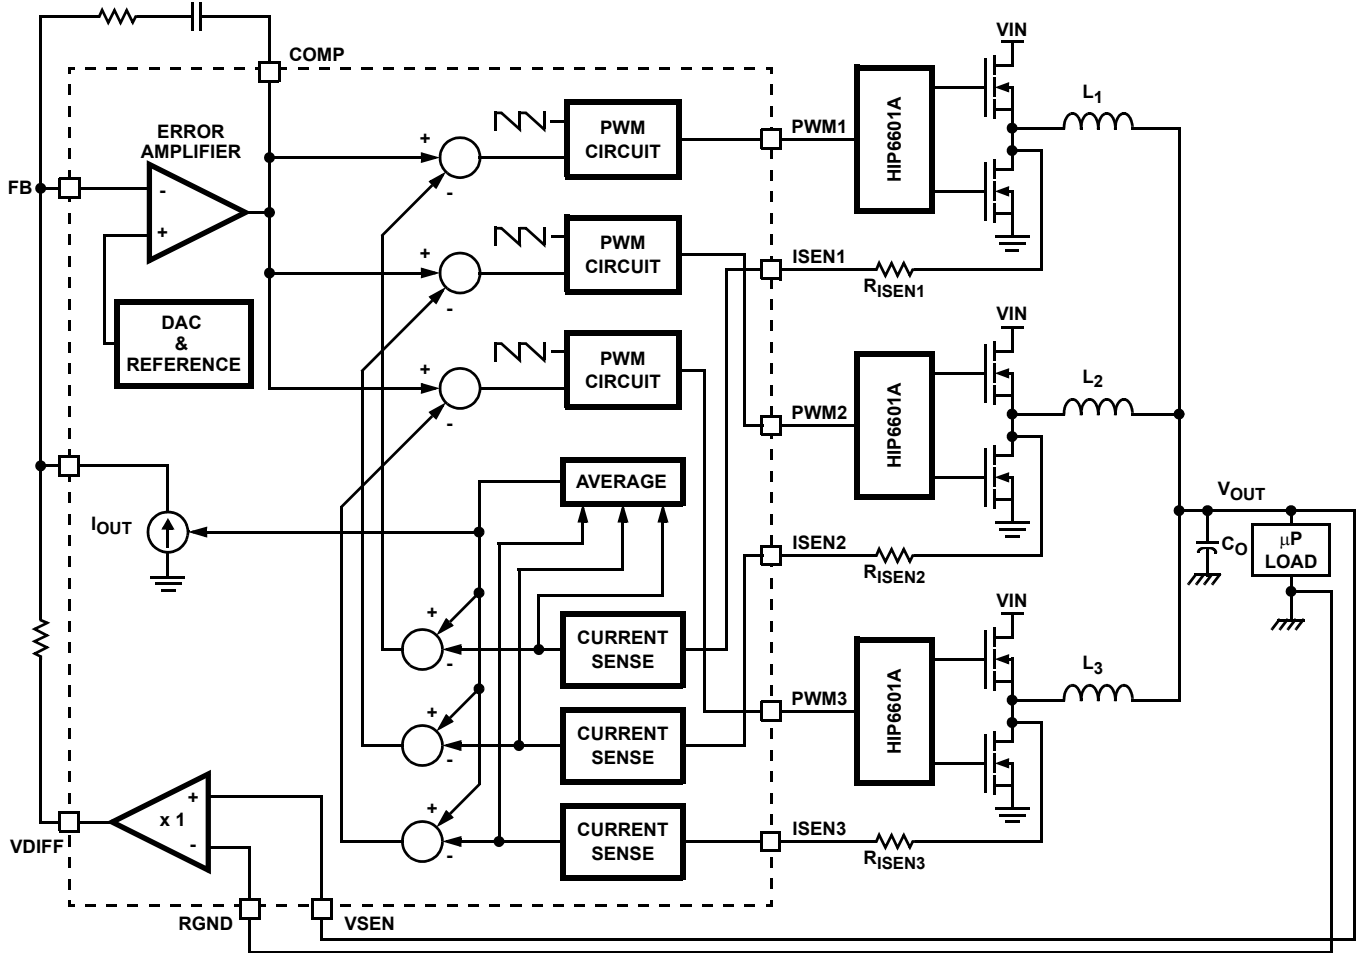 COMP
ERROR
AMPLIFIER
FB
-
+
DAC
&
REFERENCE
+
-
PWM
CIRCUIT
+
-
PWM
CIRCUIT
+
-
PWM
CIRCUIT
AVERAGE
IOUT
+
-
CURRENT
SENSE
+
-
CURRENT
SENSE
+
-
CURRENT
SENSE
+
x 1
-
VDIFF
RGND
VSEN
PWM1
HIP6601A
VIN
L1
ISEN1
RISEN1
PWM2
HIP6601A
VIN
L2
ISEN2
RISEN2
PWM3
HIP6601A
VIN
L3
ISEN3
RISEN3
VOUT
CO
µP
LOAD